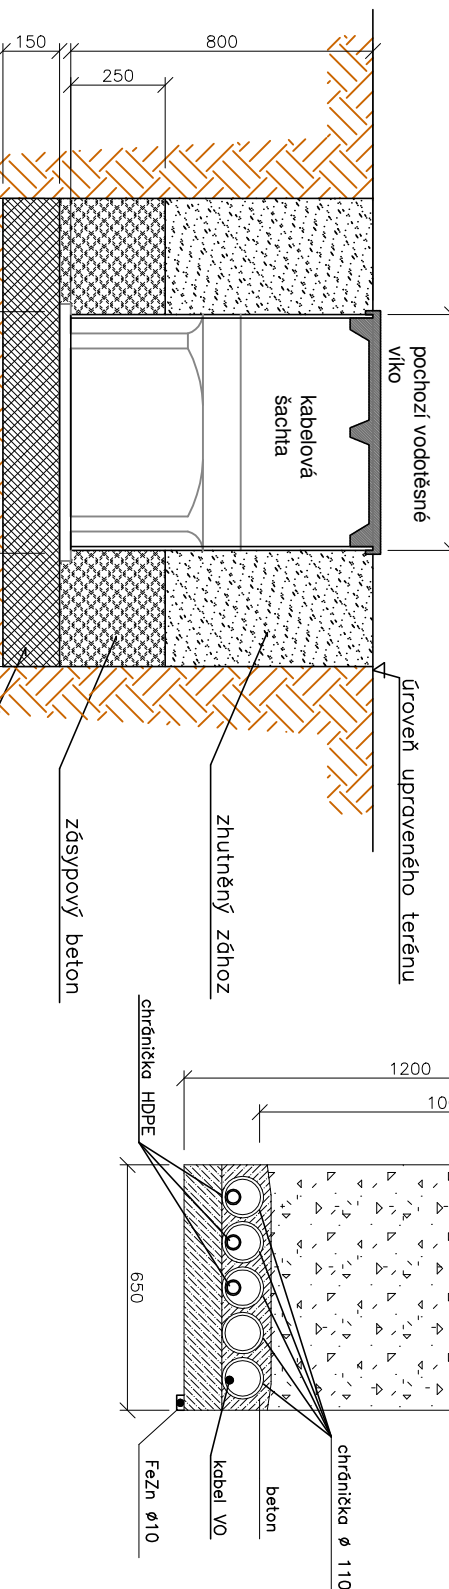 150
800
250
pochozí vodotěsné
víko
kabelová
šachta
úroveň upraveného terénu
zhutněný zához
zásypový beton
1200
chránička HDPE
650
chránička ø 110
beton
kabel VO
FeZn ø10